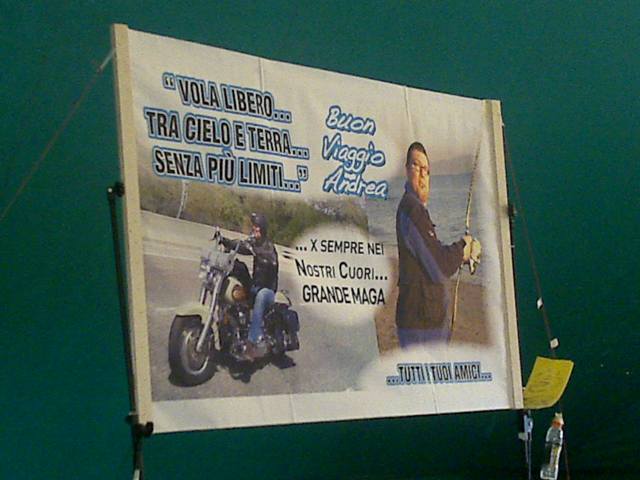 “VOLA LIBERO...
TRA CIELO E TERRA...
SENZA PIÙ LIMITI...”
Buon
Viaggio
Andrea
... X SEMPRE NEI
NOSTRI CUORI...
GRANDE MAGA
...TUTTI I TUOI AMICI...